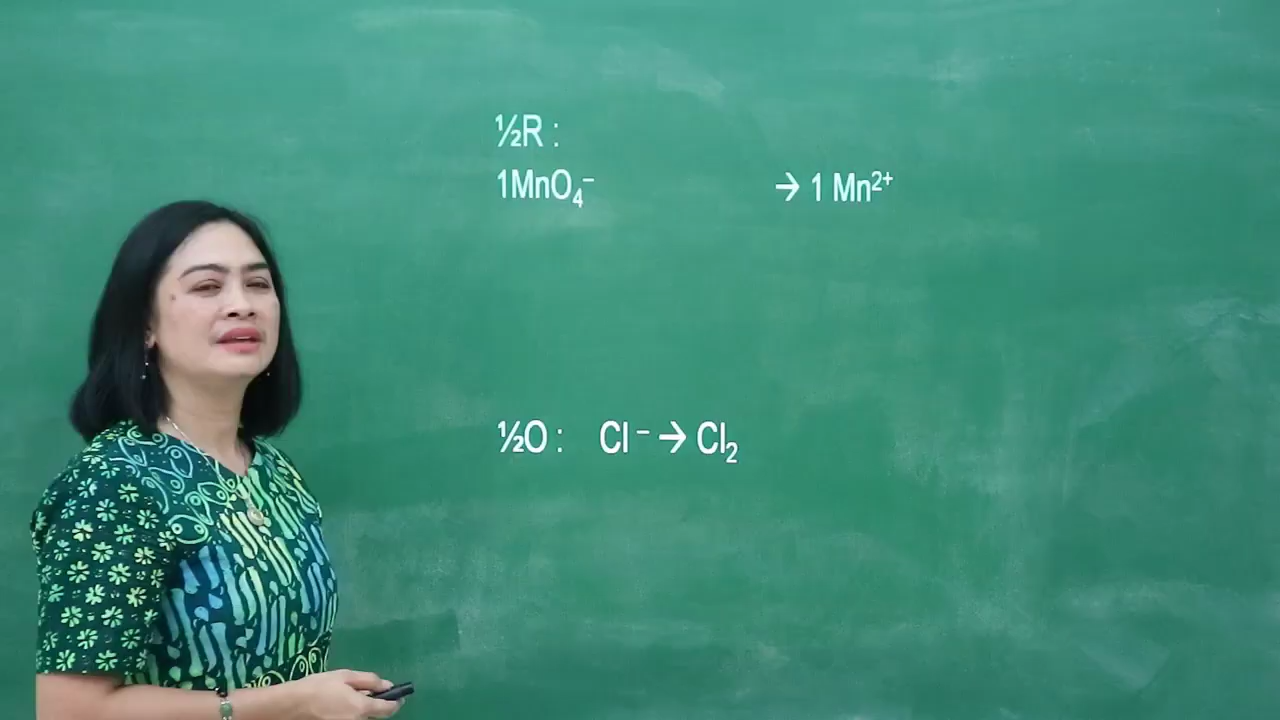 ½R :
1MnO₄⁻ → 1 Mn²⁺
½O : Cl⁻ → Cl₂